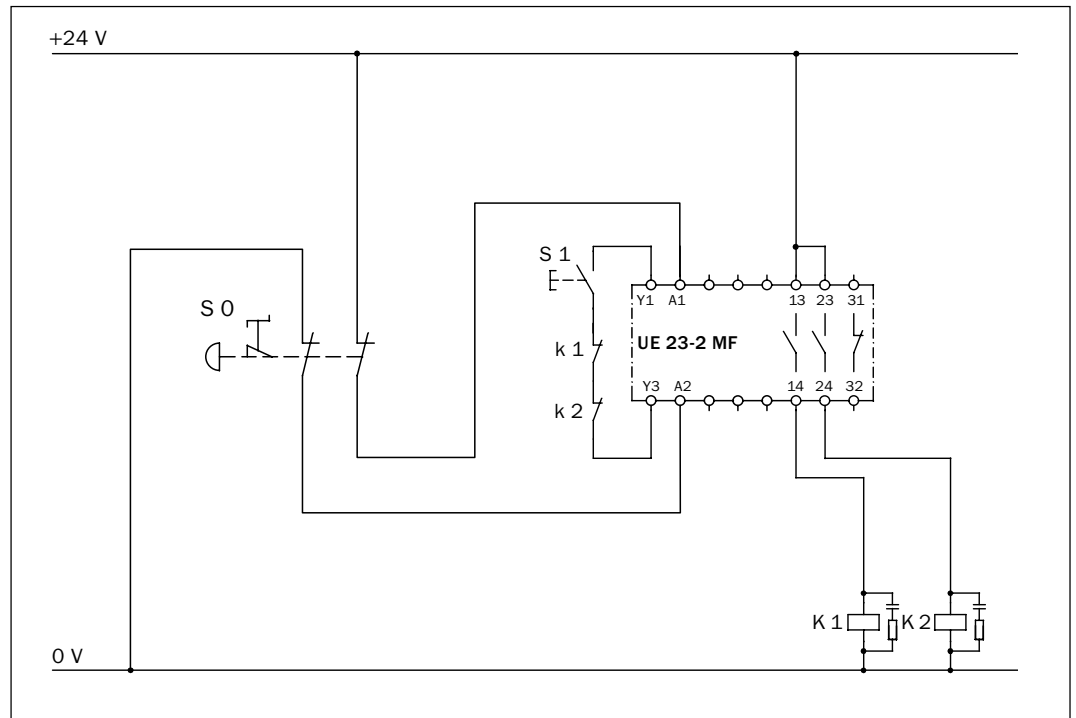 +24 V
S 1
Y1 A1 13 23 31
S 0
UE 23-2 MF
k 1
Y3 A2 14 24 32
k 2
K 1 K 2
0 V